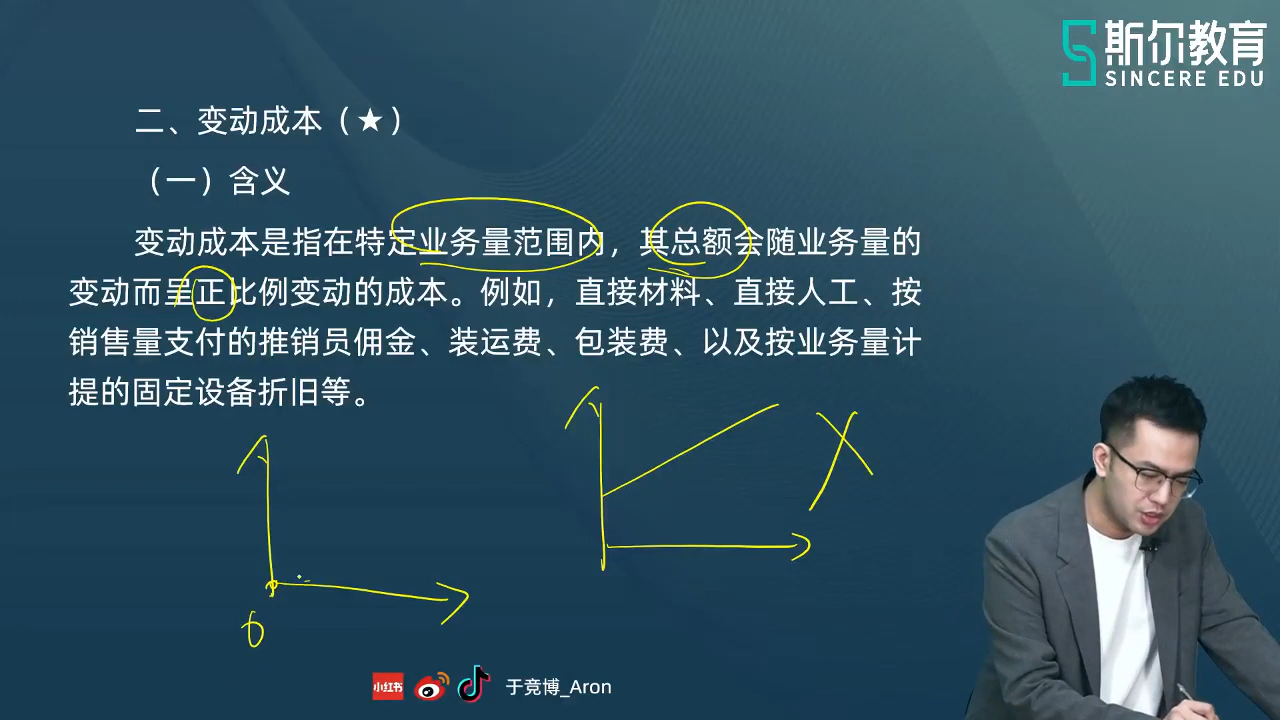 斯尔教育
SINCERE EDU
二、变动成本（★）
（一）含义
变动成本是指在特定业务量范围内，其总额会随业务量的
变动而呈正比例变动的成本。例如，直接材料、直接人工、按
销售量支付的推销员佣金、装运费、包装费、以及按业务量计
提的固定设备折旧等。
0
小红书
于竞博_Aron